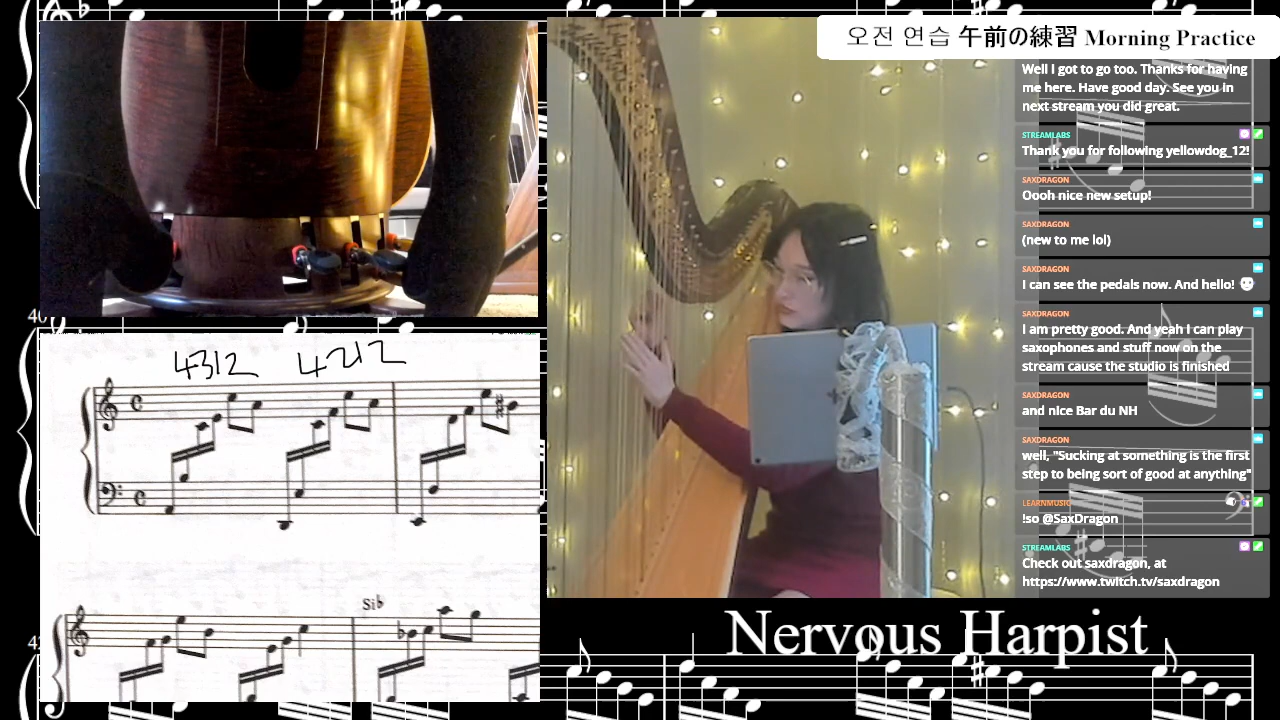 오전 연습 午前の練習 Morning Practice
Well I got to go too. Thanks for having
me here. Have good day. See you in
next stream you did great.
STREAMLABS
Thank you for following yellowdog_12!
SAXDRAGON
Oooh nice new setup!
SAXDRAGON
(new to me lol)
SAXDRAGON
I can see the pedals now. And hello!
SAXDRAGON
I am pretty good. And yeah I can play
saxophones and stuff now on the
stream cause the studio is finished
SAXDRAGON
and nice Bar du NH
SAXDRAGON
well, "Sucking at something is the first
step to being sort of good at anything"
LEARNMUSIC
!so @SaxDragon
STREAMLABS
Check out saxdragon, at
https://www.twitch.tv/saxdragon
40
4312 4212
Sib
Nervous Harpist